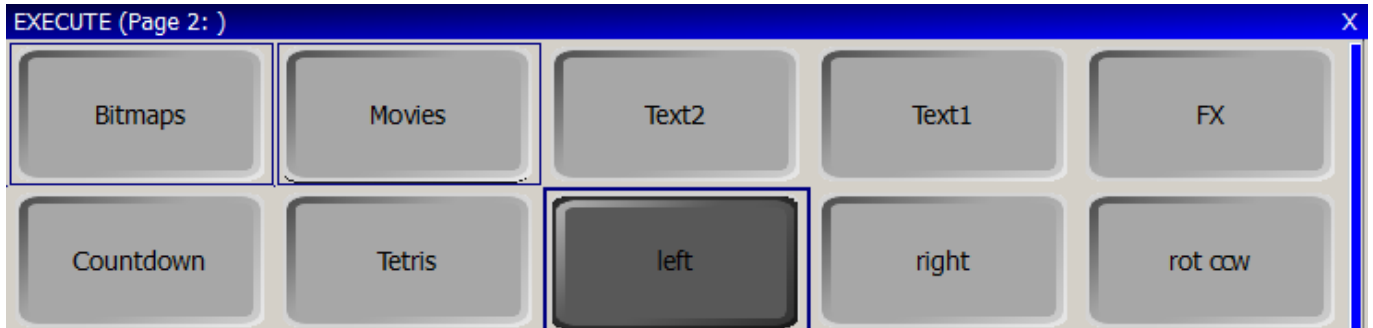 EXECUTE (Page 2: ) X
Bitmaps Movies Text2 Text1 FX
Countdown Tetris left right rot ccw